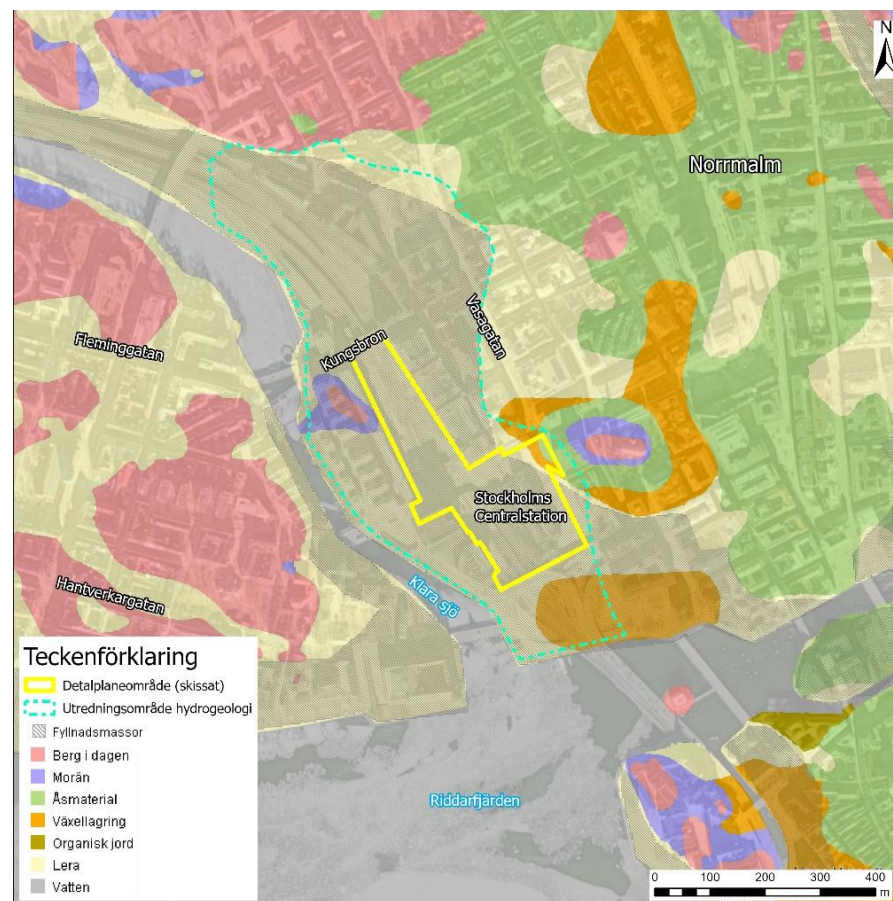 N
Norrmalm
Vasagatan
Kungsbron
Fleminggatan
Stockholms
Centralstation
Hantverkargatan
Klara sjö
Riddarfjärden
Teckenförklaring
Detalplaneområde (skissat)
Utredningsområde hydrogeologi
Fyllnadsmassor
Berg i dagen
Morän
Åsmaterial
Växellagring
Organisk jord
Lera
Vatten
0 100 200 300 400
m